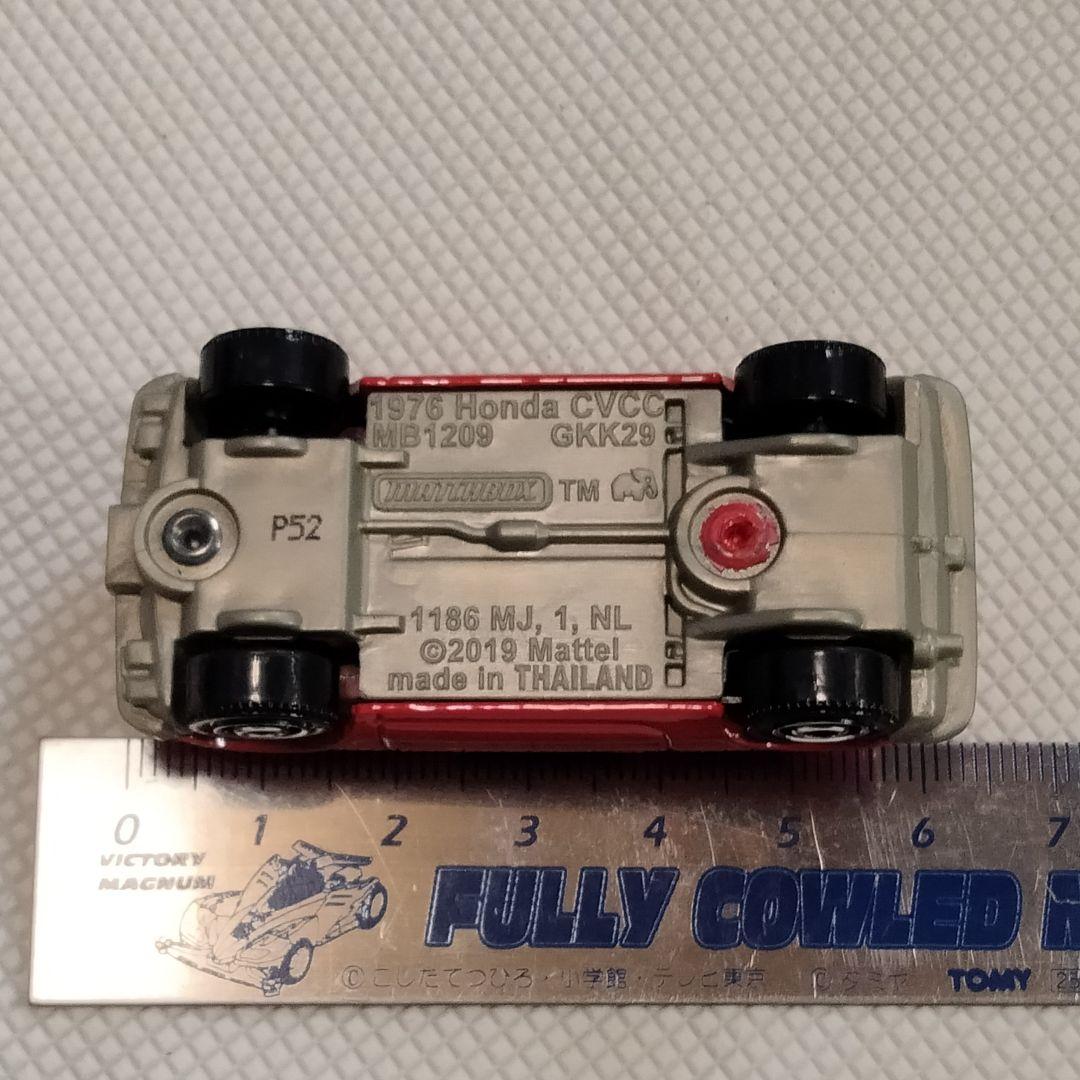 1976 Honda CVCC
MB1209 GKK29
MATCHBOX TM
P52
1186 MJ, 1, NL
©2019 Mattel
made in THAILAND
0 1 2 3 4 5 6 7
VICTORY
MAGNUM
FULLY COWLED
©こしたてつひろ・小学館・テレビ東京 ©タミヤ TOMY